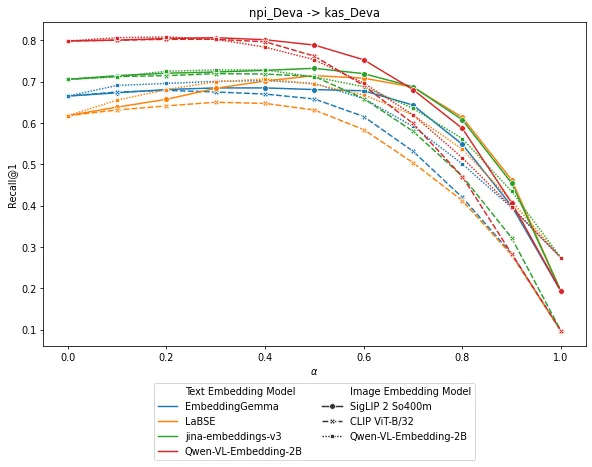 npi_Deva -> kas_Deva
Recall@1
0.8
0.7
0.6
0.5
0.4
0.3
0.2
0.1
0.0
0.2
0.4
0.6
0.8
1.0
α
Text Embedding Model
EmbeddingGemma
LaBSE
jina-embeddings-v3
Qwen-VL-Embedding-2B
Image Embedding Model
SigLIP 2 So400m
CLIP ViT-B/32
Qwen-VL-Embedding-2B